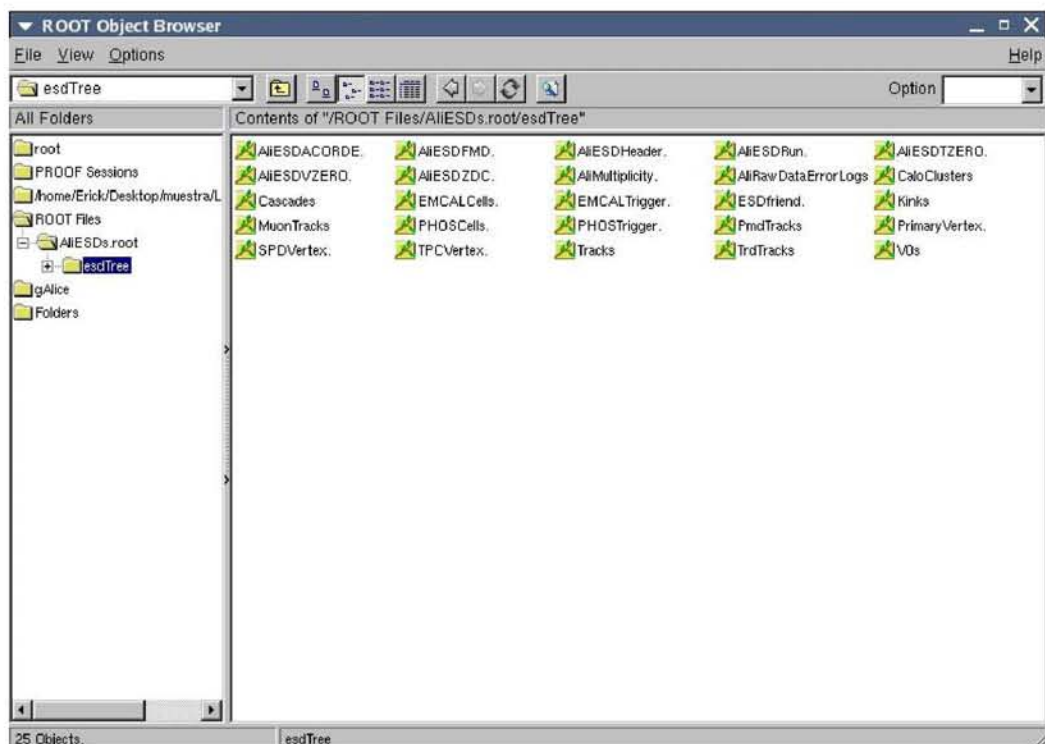 ROOT Object Browser
File View Options Help
esdTree Option
All Folders Contents of "/ROOT Files/AliESDs.root/esdTree"
root
PROOF Sessions
/home/Erick/Desktop/muestra/L
ROOT Files
AliESDs.root
esdTree
gAlice
Folders
AliESDACORDE. AliESDFMD. AliESDHeader. AliESDRun. AliESDTZERO.
AliESDVZERO. AliESDZDC. AliMultiplicity. AliRawDataErrorLogs CaloClusters
Cascades EMCALCells. EMCALTrigger. ESDfriend. Kinks
MuonTracks PHOSCells. PHOSTrigger. PmdTracks PrimaryVertex.
SPDVertex. TPCVertex. Tracks TrdTracks V0s
25 Objects. esdTree